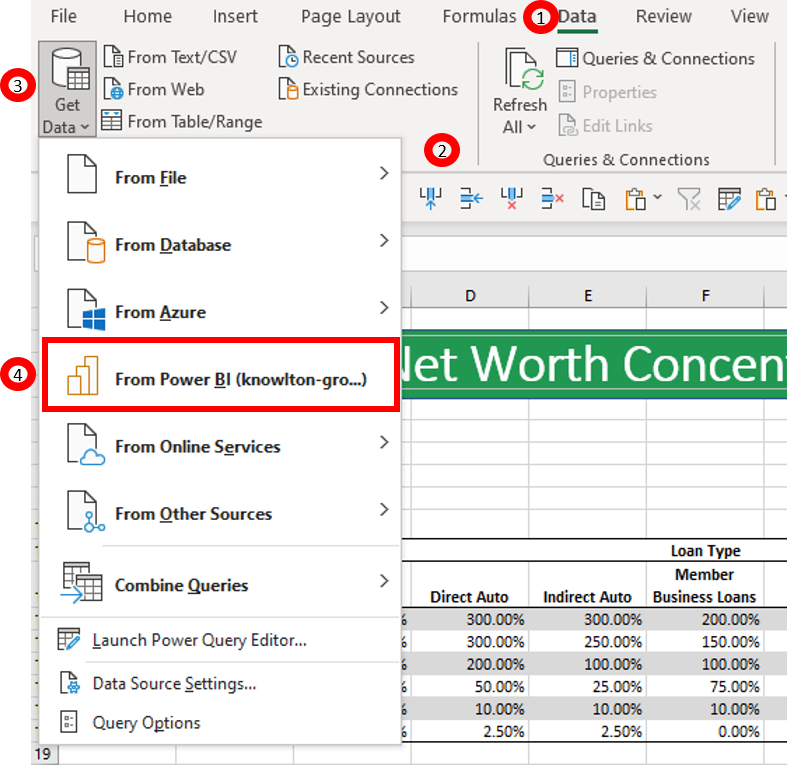 File Home Insert Page Layout Formulas 1 Data Review View
3
Get
Data
From Text/CSV
From Web
From Table/Range
Recent Sources
Existing Connections
2
Refresh
All
Queries & Connections
Properties
Edit Links
Queries & Connections
From File
From Database
From Azure
4
From Power BI (knowlton-gro...)
From Online Services
From Other Sources
Combine Queries
Launch Power Query Editor...
Data Source Settings...
Query Options
D E F
Net Worth Concent
Loan Type
Direct Auto Indirect Auto Member
Business Loans
% 300.00% 300.00% 200.00%
% 300.00% 250.00% 150.00%
% 200.00% 100.00% 100.00%
% 50.00% 25.00% 75.00%
% 10.00% 10.00% 10.00%
% 2.50% 2.50% 0.00%
19